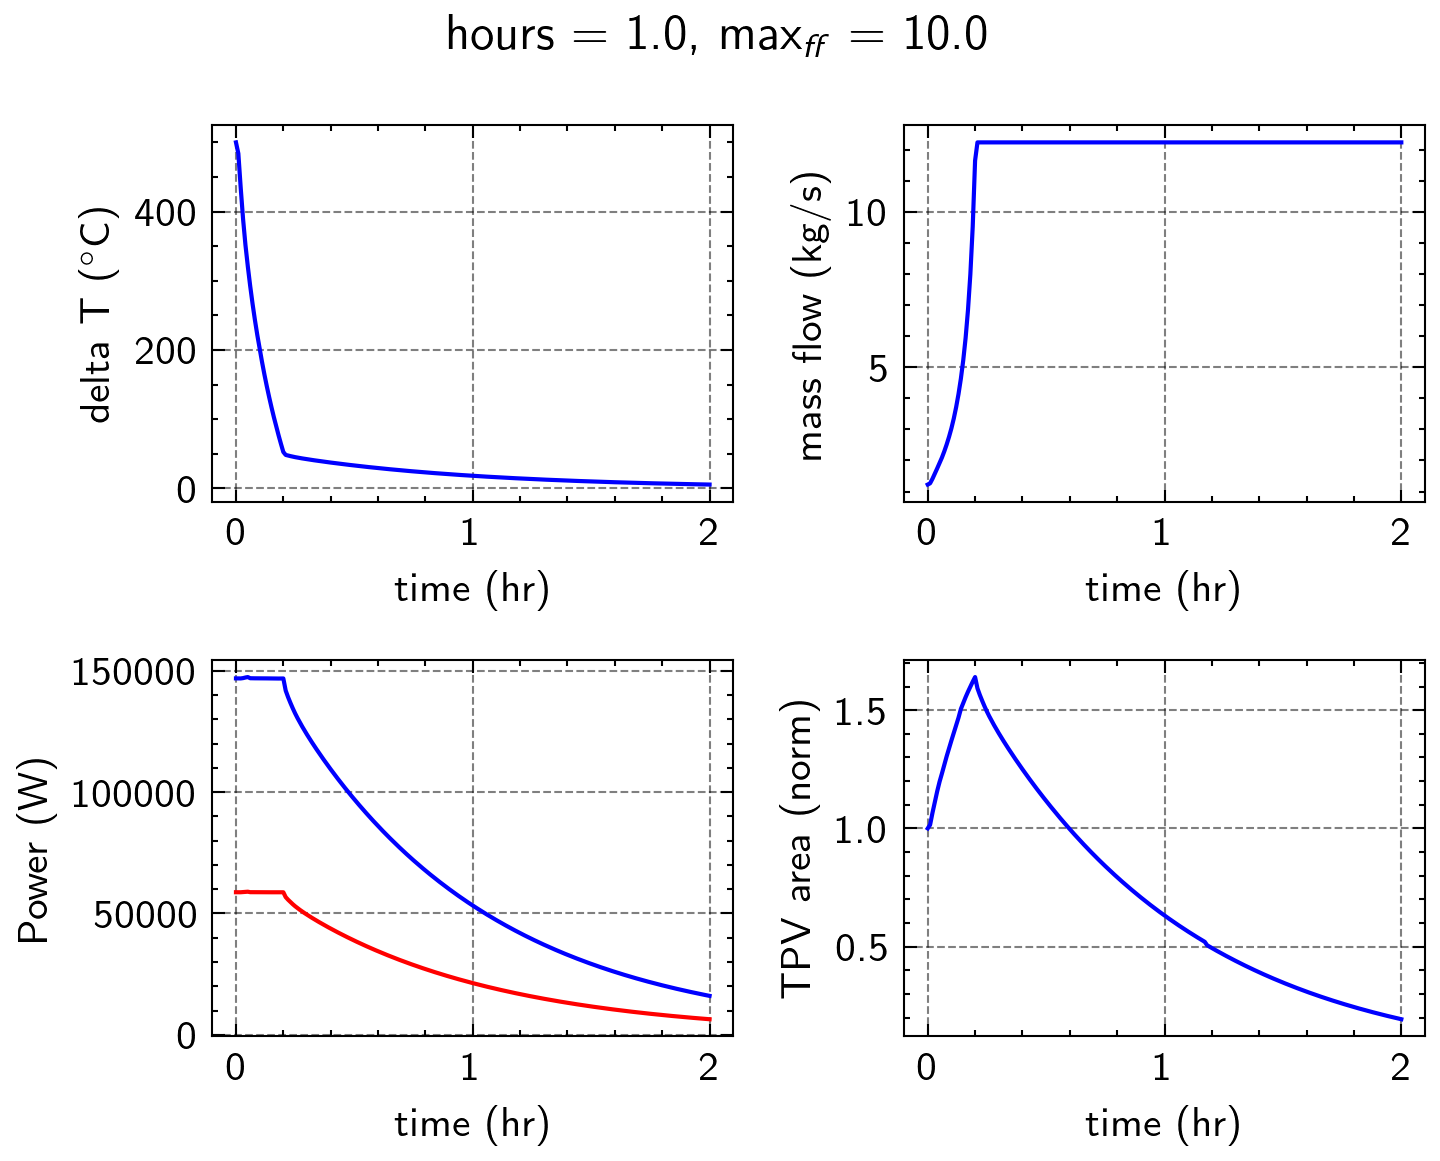 hours = 1.0, max_ff = 10.0
delta T (°C)
400
200
0
0 1 2
time (hr)
mass flow (kg/s)
10
5
0 1 2
time (hr)
Power (W)
150000
100000
50000
0
0 1 2
time (hr)
TPV area (norm)
1.5
1.0
0.5
0 1 2
time (hr)